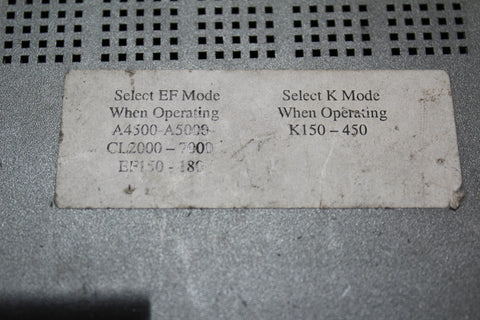 Select EF Mode
When Operating
A4500-A5000
CL2000 – 7000
EF150 - 180
Select K Mode
When Operating
K150 – 450